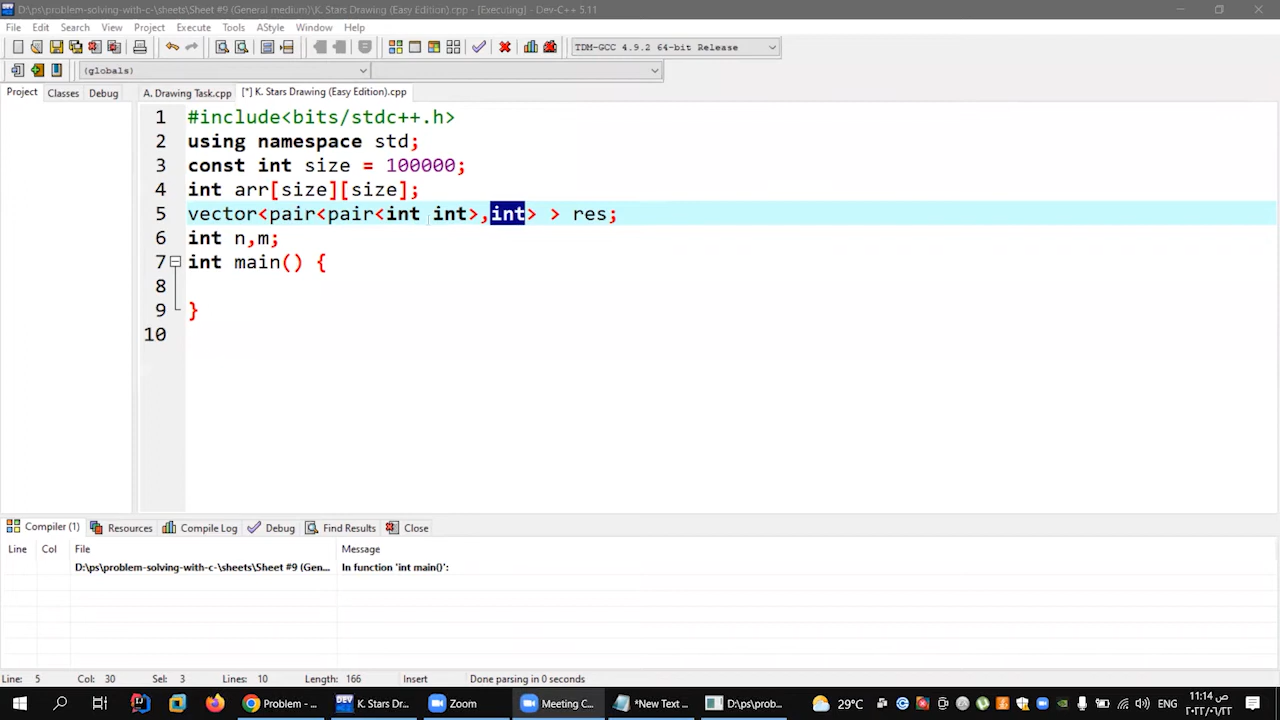 D:\ps\problem-solving-with-c-\sheets\Sheet #9 (General medium)\K. Stars Drawing (Easy Edition).cpp - [Executing] - Dev-C++ 5.11
File Edit Search View Project Execute Tools AStyle Window Help
TDM-GCC 4.9.2 64-bit Release
(globals)
Project Classes Debug A. Drawing Task.cpp [*] K. Stars Drawing (Easy Edition).cpp
1 #include<bits/stdc++.h>
2 using namespace std;
3 const int size = 100000;
4 int arr[size][size];
5 vector<pair<pair<int int>,int> > res;
6 int n,m;
7 int main() {
8
9 }
10
Compiler (1) Resources Compile Log Debug Find Results Close
Line Col File Message
D:\ps\problem-solving-with-c-\sheets\Sheet #9 (Gen... In function 'int main()':
Line: 5 Col: 30 Sel: 3 Lines: 10 Length: 166 Insert Done parsing in 0 seconds
Problem - ... K. Stars Dr... Zoom Meeting C... *New Text ... D:\ps\prob... 29°C
١١:١٤ ص